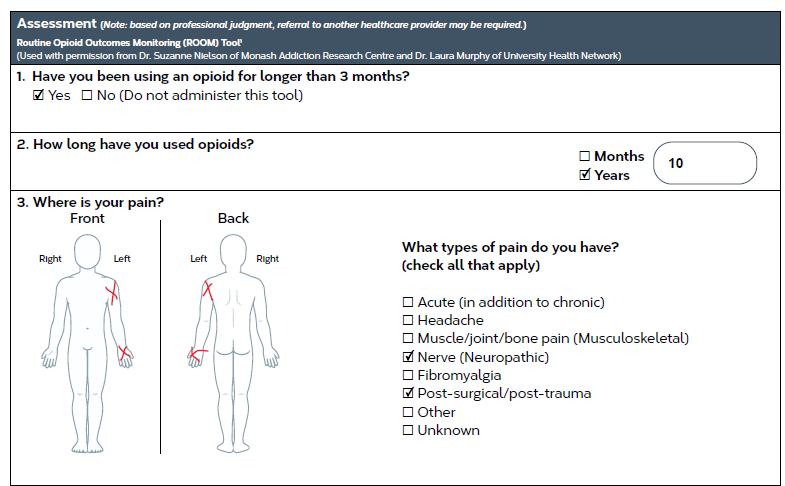 Assessment (Note: based on professional judgment, referral to another healthcare provider may be required.)
Routine Opioid Outcomes Monitoring (ROOM) Tool¹
(Used with permission from Dr. Suzanne Nielson of Monash Addiction Research Centre and Dr. Laura Murphy of University Health Network)
1. Have you been using an opioid for longer than 3 months?
☑ Yes ☐ No (Do not administer this tool)
2. How long have you used opioids?
☐ Months
☑ Years
10
3. Where is your pain?
Front
Back
Right
Left
Left
Right
What types of pain do you have?
(check all that apply)
☐ Acute (in addition to chronic)
☐ Headache
☐ Muscle/joint/bone pain (Musculoskeletal)
☑ Nerve (Neuropathic)
☐ Fibromyalgia
☑ Post-surgical/post-trauma
☐ Other
☐ Unknown